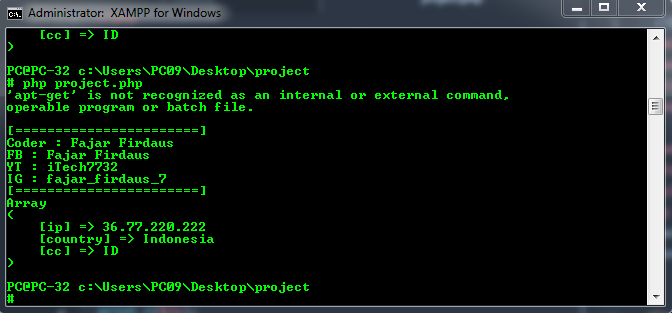 Administrator: XAMPP for Windows
[cc] => ID
)
PC@PC-32 c:\Users\PC09\Desktop\project
# php project.php
'apt-get' is not recognized as an internal or external command,
operable program or batch file.
[=======================]
Coder : Fajar Firdaus
FB : Fajar Firdaus
YT : iTech7732
IG : fajar_firdaus_7
[=======================]
Array
(
[ip] => 36.77.220.222
[country] => Indonesia
[cc] => ID
)
PC@PC-32 c:\Users\PC09\Desktop\project
#